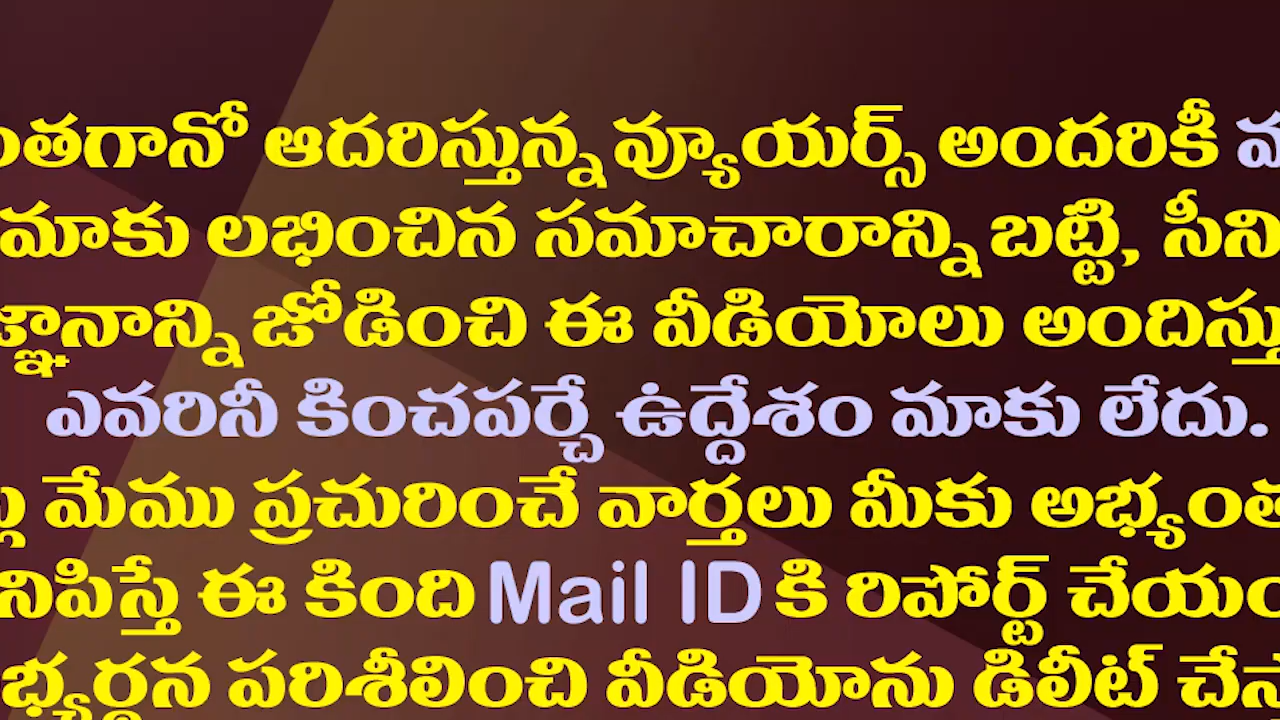 ఆదరిస్తున్న వ్యూయర్స్ అందరికీ
మాకు లభించిన సమాచారాన్ని బట్టి,
జోడించి ఈ వీడియోలు
ఎవరినీ కించపర్చే ఉద్దేశం మాకు లేదు.
మేము ప్రచురించే వార్తలు మీకు
ఈ కింది Mail ID కి రిపోర్ట్
పరిశీలించి వీడియోను డిలీట్